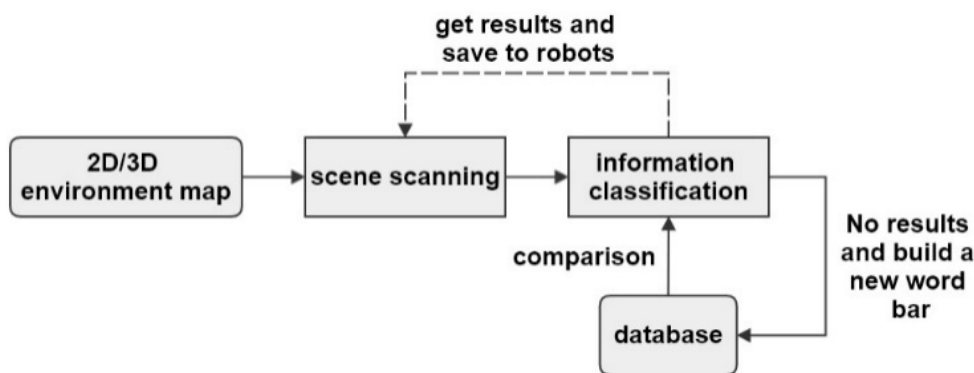 get results and
save to robots
2D/3D
environment map
scene scanning
information
classification
comparison
No results
and build a
new word
bar
database